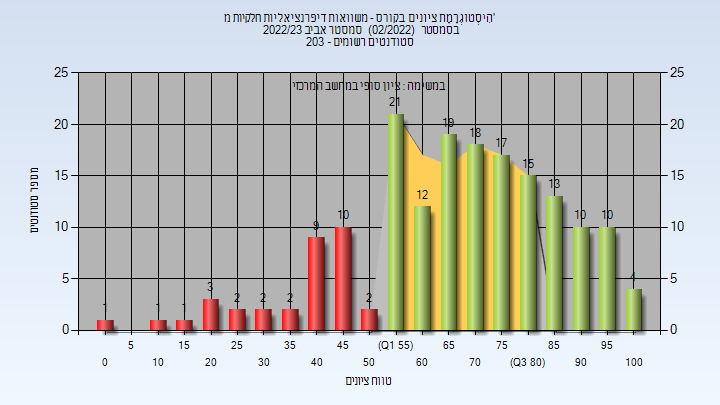 הִיסְטוֹגְרָמַת ציונים בקורס - משוואות דיפרנציאליות חלקיות מ'
בסמסטר (02/2022) סמסטר אביב 2022/23
סטודנטים רשומים - 203
במשימה : ציון סופי במחשב המרכזי
25 25
20 20
15 15
10 10
5 5
0 0
מספר סטודנטים
1 1 1 3 2 2 2 9 10 2 21 12 19 18 17 15 13 10 10 4
5 15 25 35 45 (Q1 55) 65 75 85 95
0 10 20 30 40 50 60 70 (Q3 80) 90 100
טווח ציונים